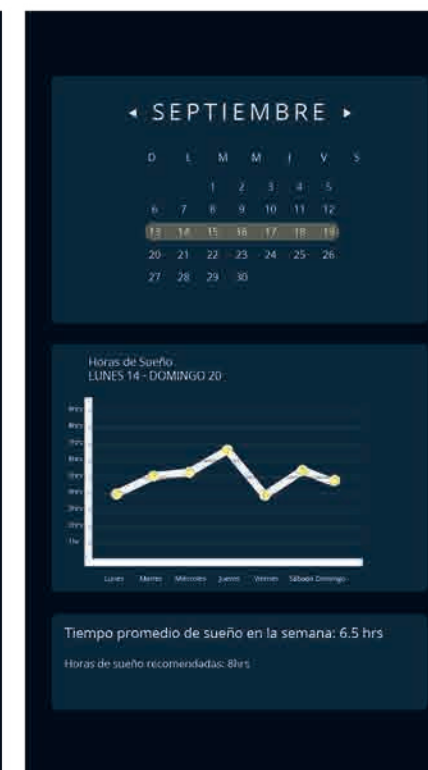 ◂ SEPTIEMBRE ▸
D L M M J V S
1 2 3 4 5
6 7 8 9 10 11 12
13 14 15 16 17 18 19
20 21 22 23 24 25 26
27 28 29 30
Horas de Sueño
LUNES 14 - DOMINGO 20
1hr
Lunes Martes Miércoles Jueves Viernes Sábado Domingo
Tiempo promedio de sueño en la semana: 6.5 hrs
Horas de sueño recomendadas: 8hrs